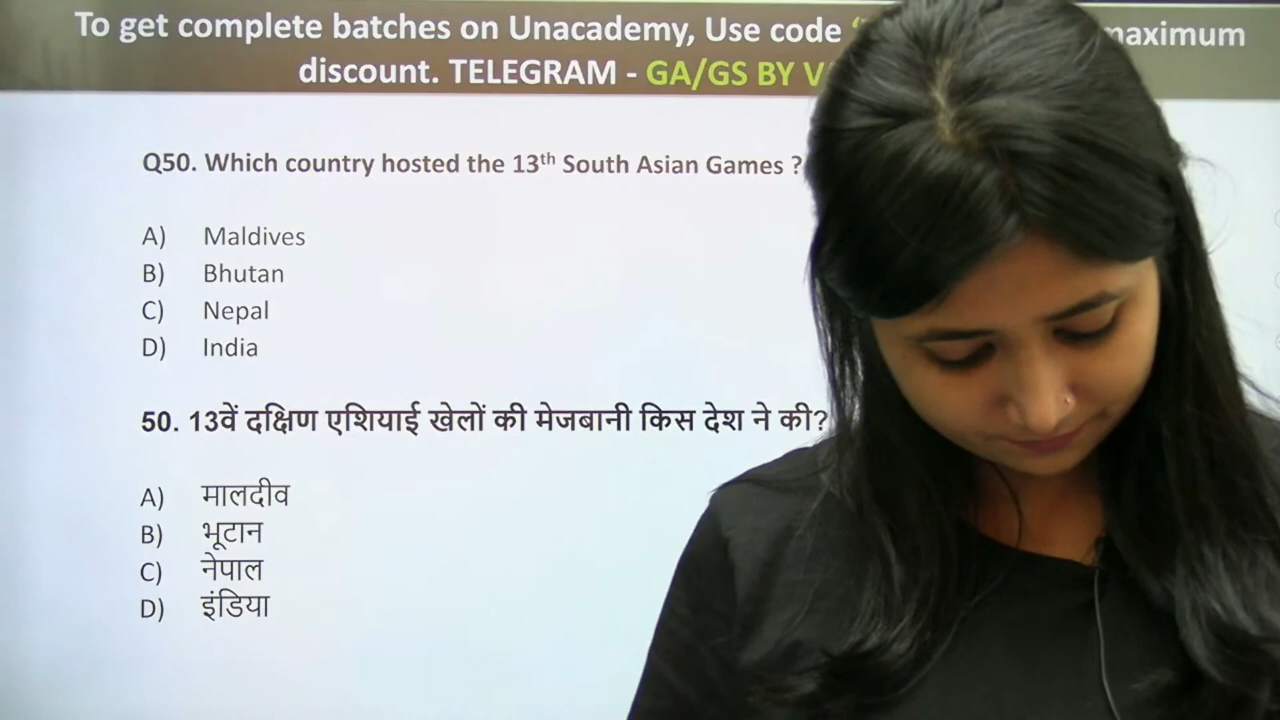 To get complete batches on Unacademy, Use code maximum
discount. TELEGRAM - GA/GS BY
Q50. Which country hosted the 13th South Asian Games ?
A) Maldives
B) Bhutan
C) Nepal
D) India
50. 13वें दक्षिण एशियाई खेलों की मेजबानी किस देश ने की?
A) मालदीव
B) भूटान
C) नेपाल
D) इंडिया